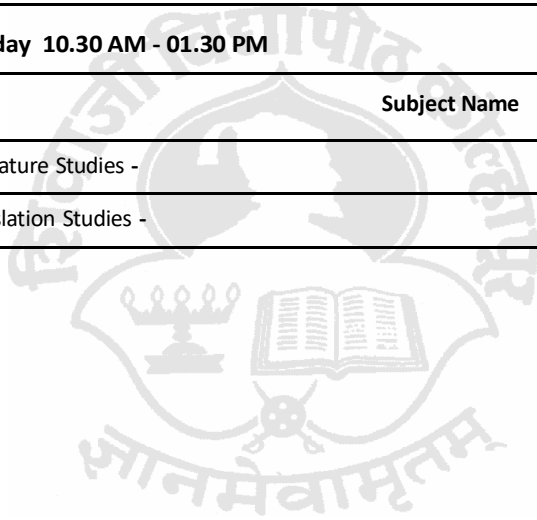 day 10.30 AM - 01.30 PM
Subject Name
ature Studies -
lation Studies -
शिवाजी विद्यापीठ कोल्हापूर
ज्ञानमेवामृतम्